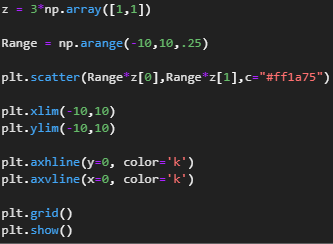 z = 3*np.array([1,1])
Range = np.arange(-10,10,.25)
plt.scatter(Range*z[0],Range*z[1],c="#ff1a75")
plt.xlim(-10,10)
plt.ylim(-10,10)
plt.axhline(y=0, color='k')
plt.axvline(x=0, color='k')
plt.grid()
plt.show()